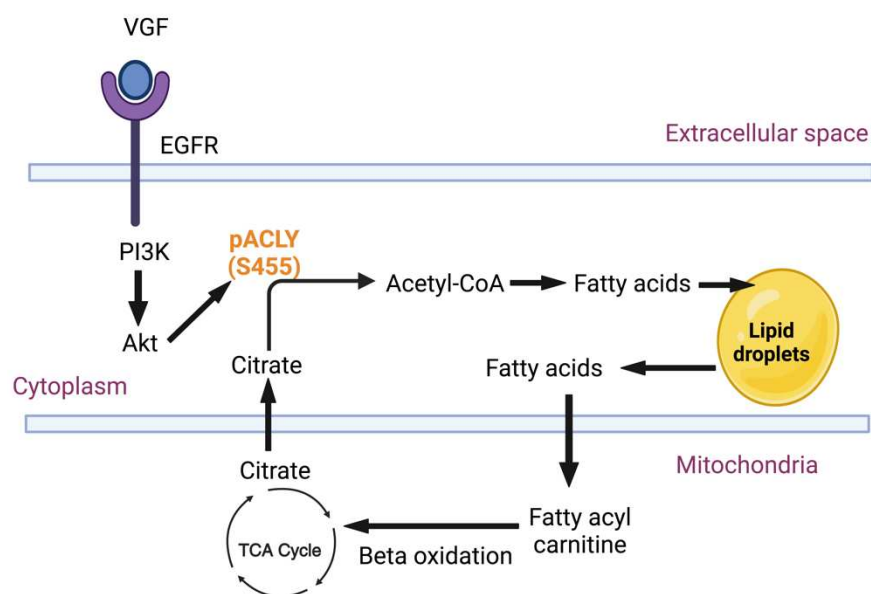 VGF
EGFR
Extracellular space
PI3K
pACLY
(S455)
Acetyl-CoA
Fatty acids
Akt
Lipid
droplets
Citrate
Fatty acids
Cytoplasm
Citrate
Mitochondria
TCA Cycle
Beta oxidation
Fatty acyl
carnitine